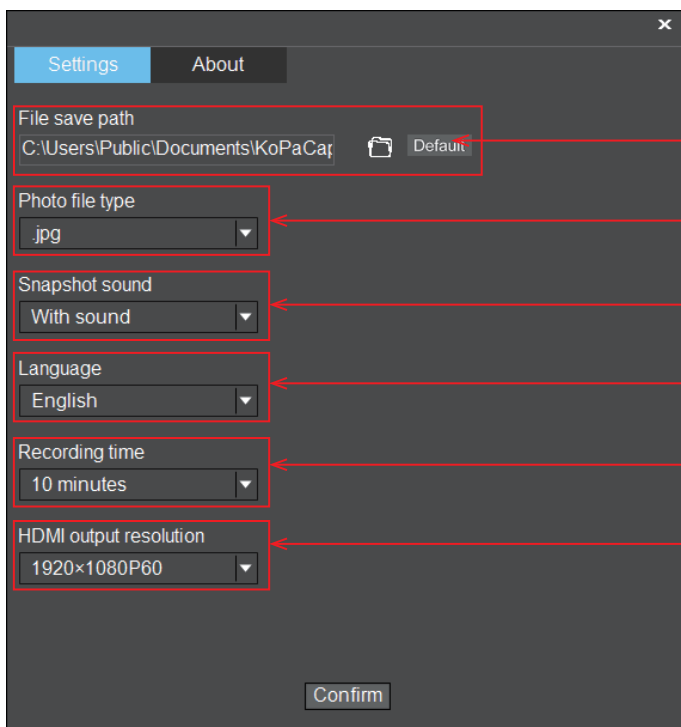 ×
Settings About
File save path
C:\Users\Public\Documents\KoPaCap
Default
Photo file type
.jpg
Snapshot sound
With sound
Language
English
Recording time
10 minutes
HDMI output resolution
1920×1080P60
Confirm